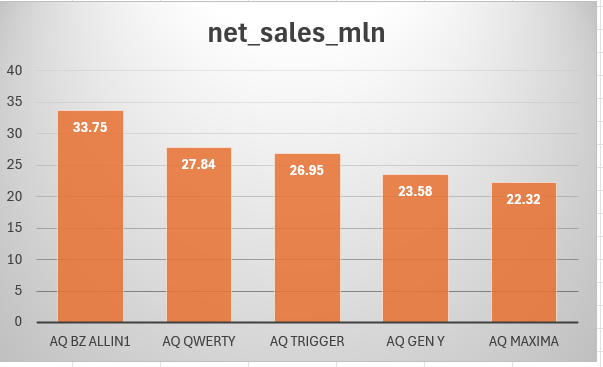 net_sales_mln
40
35
30
25
20
15
10
5
0
33.75
27.84
26.95
23.58
22.32
AQ BZ ALLIN1
AQ QWERTY
AQ TRIGGER
AQ GEN Y
AQ MAXIMA